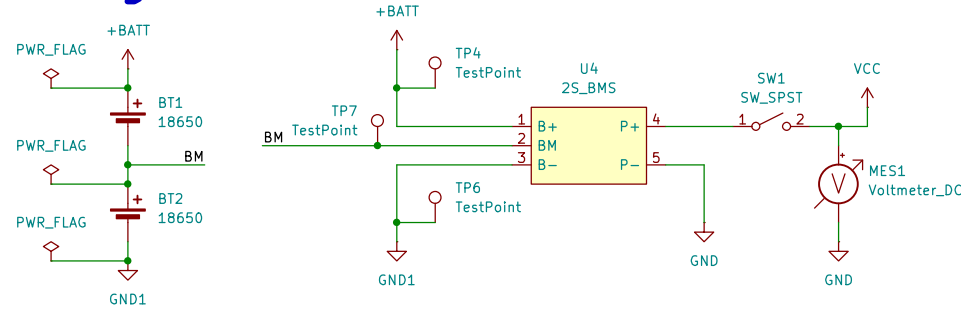 +BATT
PWR_FLAG
BT1
18650
PWR_FLAG
BM
BT2
18650
PWR_FLAG
GND1
+BATT
TP4
TestPoint
TP7
TestPoint
BM
U4
2S_BMS
1 B+ P+ 4
2 BM
3 B- P- 5
TP6
TestPoint
GND1
GND
SW1
SW_SPST
1 2
VCC
+
V
MES1
Voltmeter_DC
GND